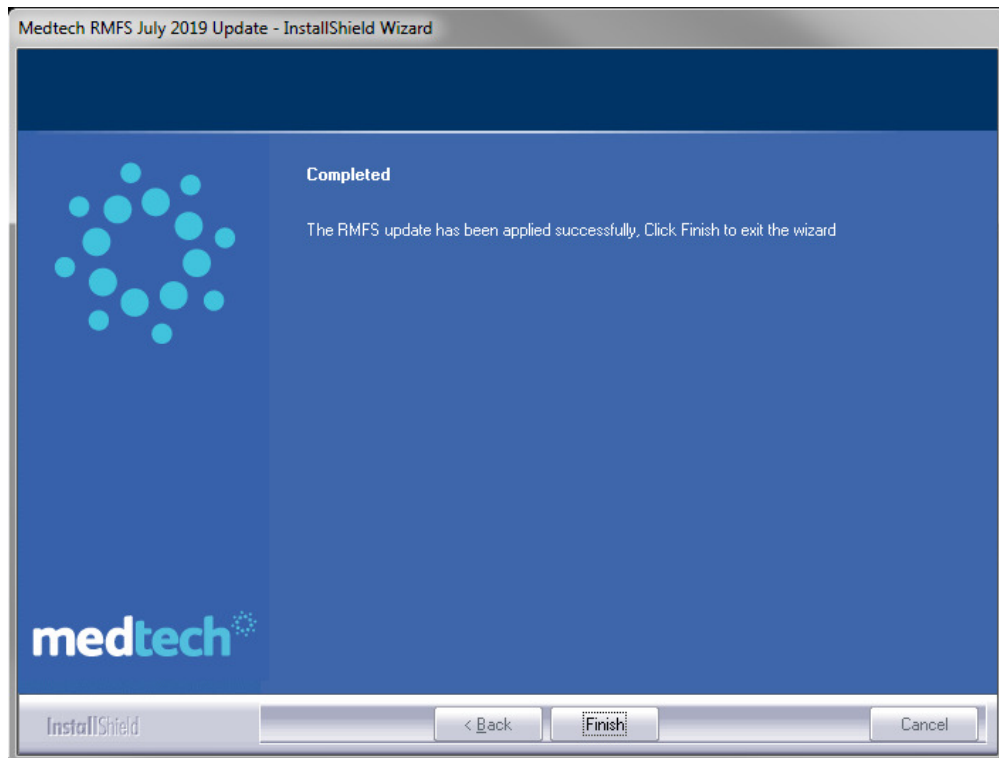 Medtech RMFS July 2019 Update - InstallShield Wizard
Completed
The RMFS update has been applied successfully, Click Finish to exit the wizard
medtech
InstallShield
< Back
Finish
Cancel